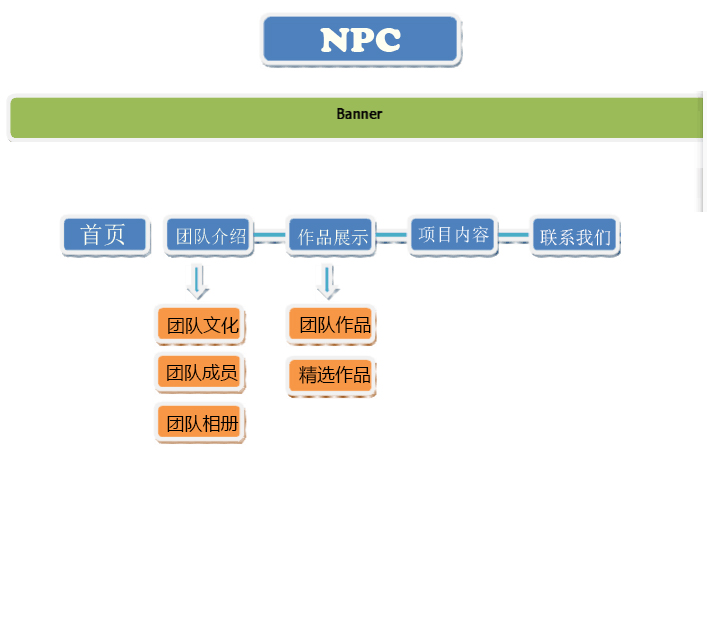 NPC
Banner
首页 团队介绍 作品展示 项目内容 联系我们
团队文化 团队作品
团队成员 精选作品
团队相册